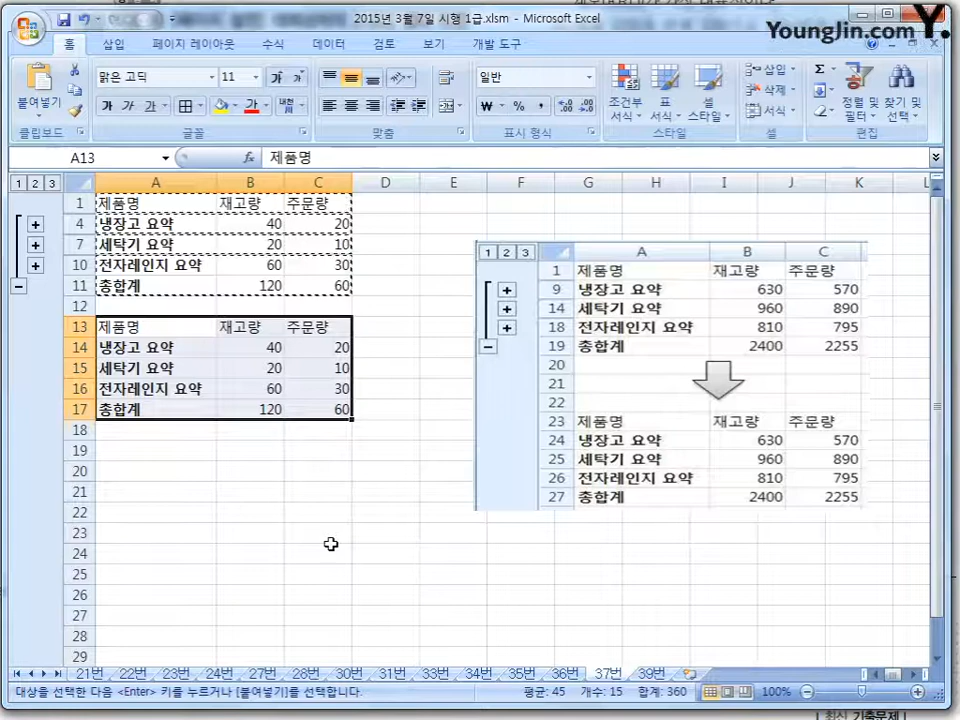 2015년 3월 7일 시행 1급.xlsm - Microsoft Excel
YoungJin.com Y.
홈 삽입 페이지 레이아웃 수식 데이터 검토 보기 개발 도구
맑은 고딕 11 일반
붙여넣기 가 가 가 조건부 서식 표 서식 셀 스타일 삽입 삭제 서식 정렬 및 필터 찾기 및 선택
클립보드 글꼴 맞춤 표시 형식 스타일 셀 편집
A13 fx 제품명
1 2 3 A B C D E F G H I J K L
1 제품명 재고량 주문량
4 냉장고 요약 40 20
7 세탁기 요약 20 10
10 전자레인지 요약 60 30
11 총합계 120 60
12
13 제품명 재고량 주문량
14 냉장고 요약 40 20
15 세탁기 요약 20 10
16 전자레인지 요약 60 30
17 총합계 120 60
18
19
20
21
22
23
24
25
26
27
28
29
1 2 3 A B C
1 제품명 재고량 주문량
9 냉장고 요약 630 570
14 세탁기 요약 960 890
18 전자레인지 요약 810 795
19 총합계 2400 2255
20
21
22
23 제품명 재고량 주문량
24 냉장고 요약 630 570
25 세탁기 요약 960 890
26 전자레인지 요약 810 795
27 총합계 2400 2255
21번 22번 23번 24번 27번 28번 30번 31번 33번 34번 35번 36번 37번 39번
대상을 선택한 다음 <Enter> 키를 누르거나 [붙여넣기]를 선택합니다. 평균: 45 개수: 15 합계: 360 100%
최신 기출문제